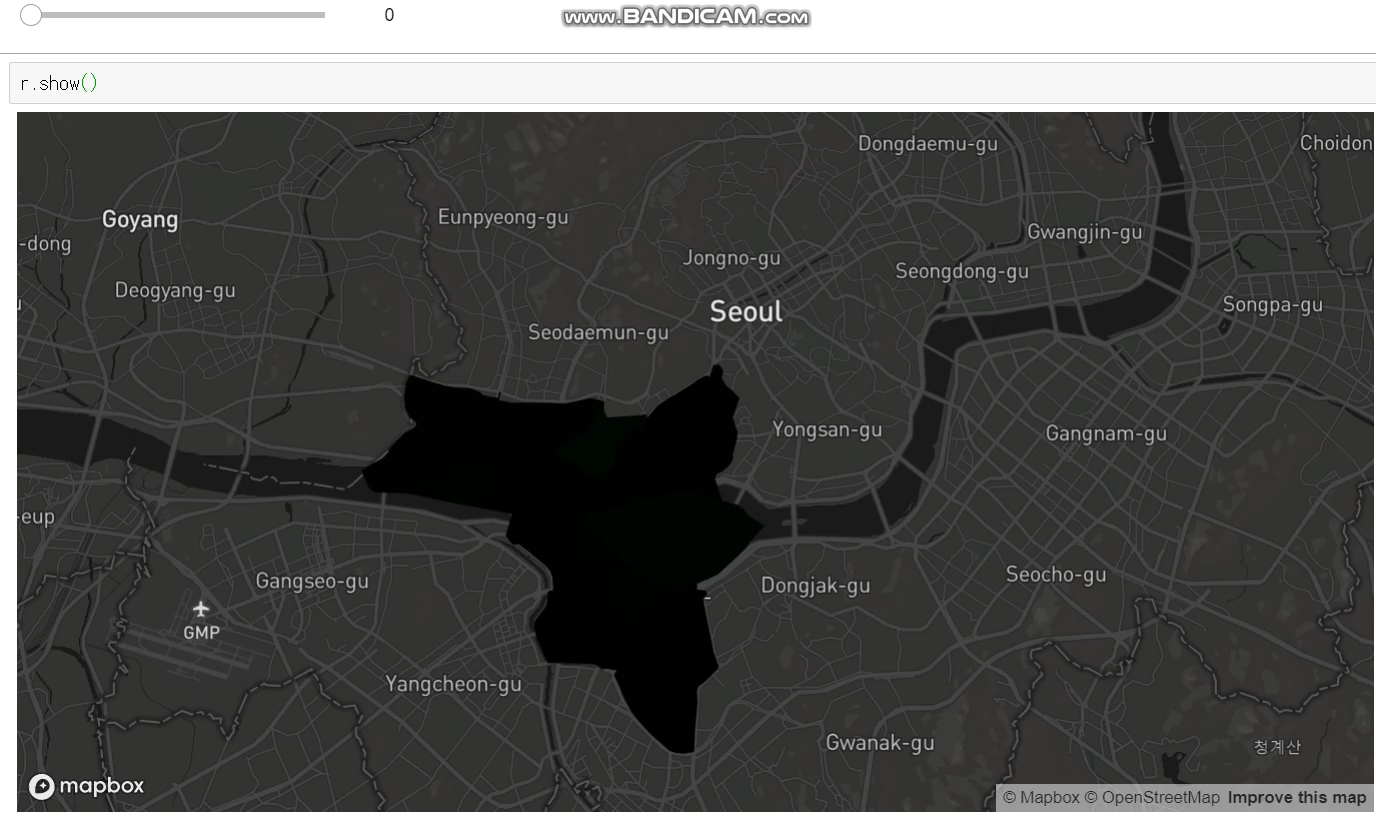 0
www.BANDICAM.com
r.show()
Dongdaemu-gu
Choidon
Goyang
Eunpyeong-gu
Gwangjin-gu
-dong
Jongno-gu
Seongdong-gu
Deogyang-gu
Songpa-gu
Seoul
Seodaemun-gu
Yongsan-gu
Gangnam-gu
-eup
Gangseo-gu
Dongjak-gu
Seocho-gu
GMP
Yangcheon-gu
Gwanak-gu
청계산
mapbox
© Mapbox © OpenStreetMap Improve this map